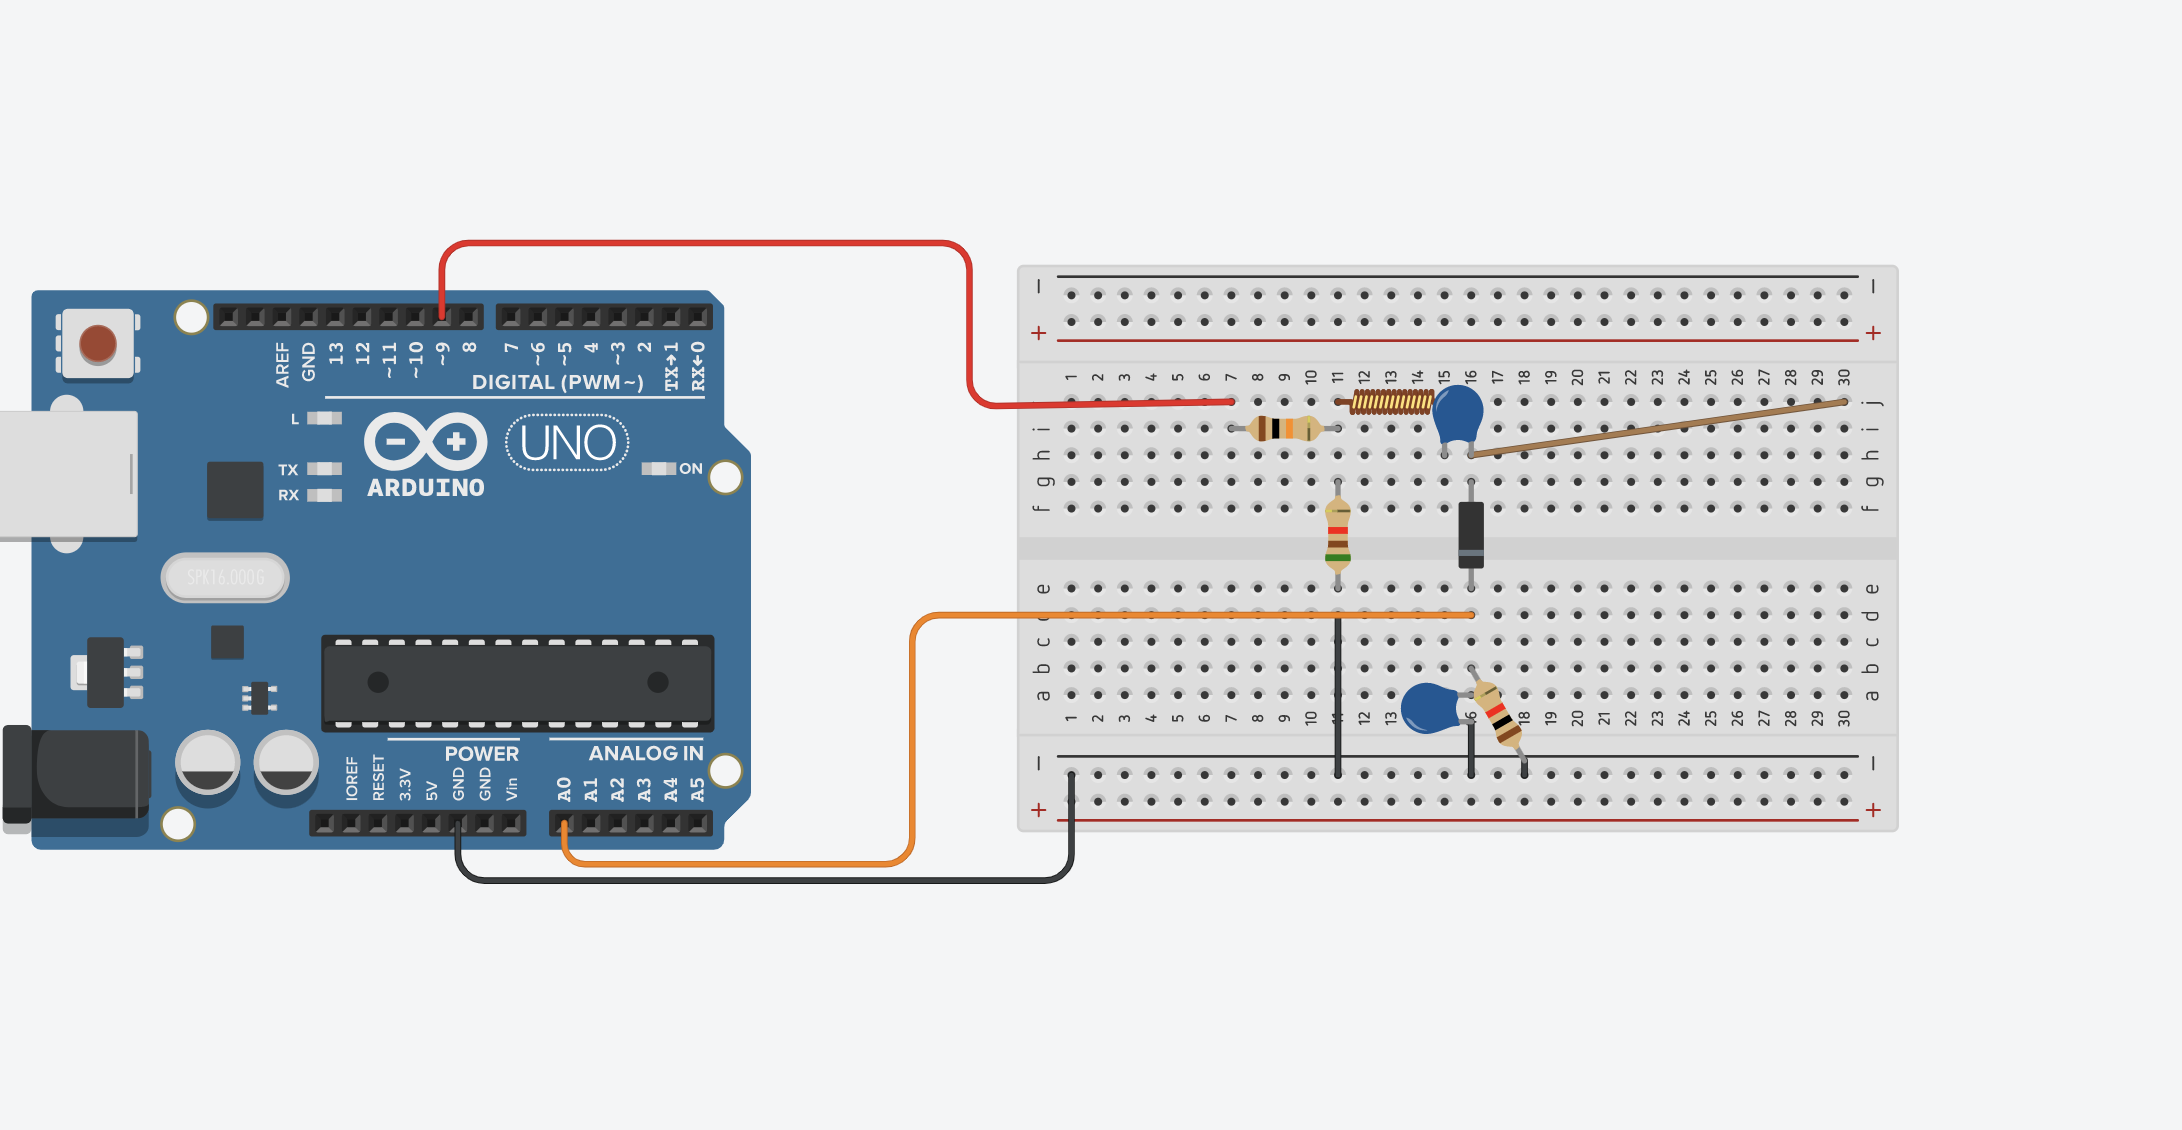 AREF GND 13 12 ~11 ~10 ~9 8 7 ~6 ~5 4 ~3 2 TX→1 RX←0
DIGITAL (PWM~)
L
TX
RX
UNO
ON
ARDUINO
SPK16.000G
POWER ANALOG IN
IOREF RESET 3.3V 5V GND GND Vin A0 A1 A2 A3 A4 A5
− −
+ +
1 2 3 4 5 6 7 8 9 10 11 12 13 14 15 16 17 18 19 20 21 22 23 24 25 26 27 28 29 30
j
i i
h h
g g
f f
e e
d
c c
b b
a a
1 2 3 4 5 6 7 8 9 10 11 12 13 18 19 20 21 22 23 24 25 26 27 28 29 30
− −
+ +